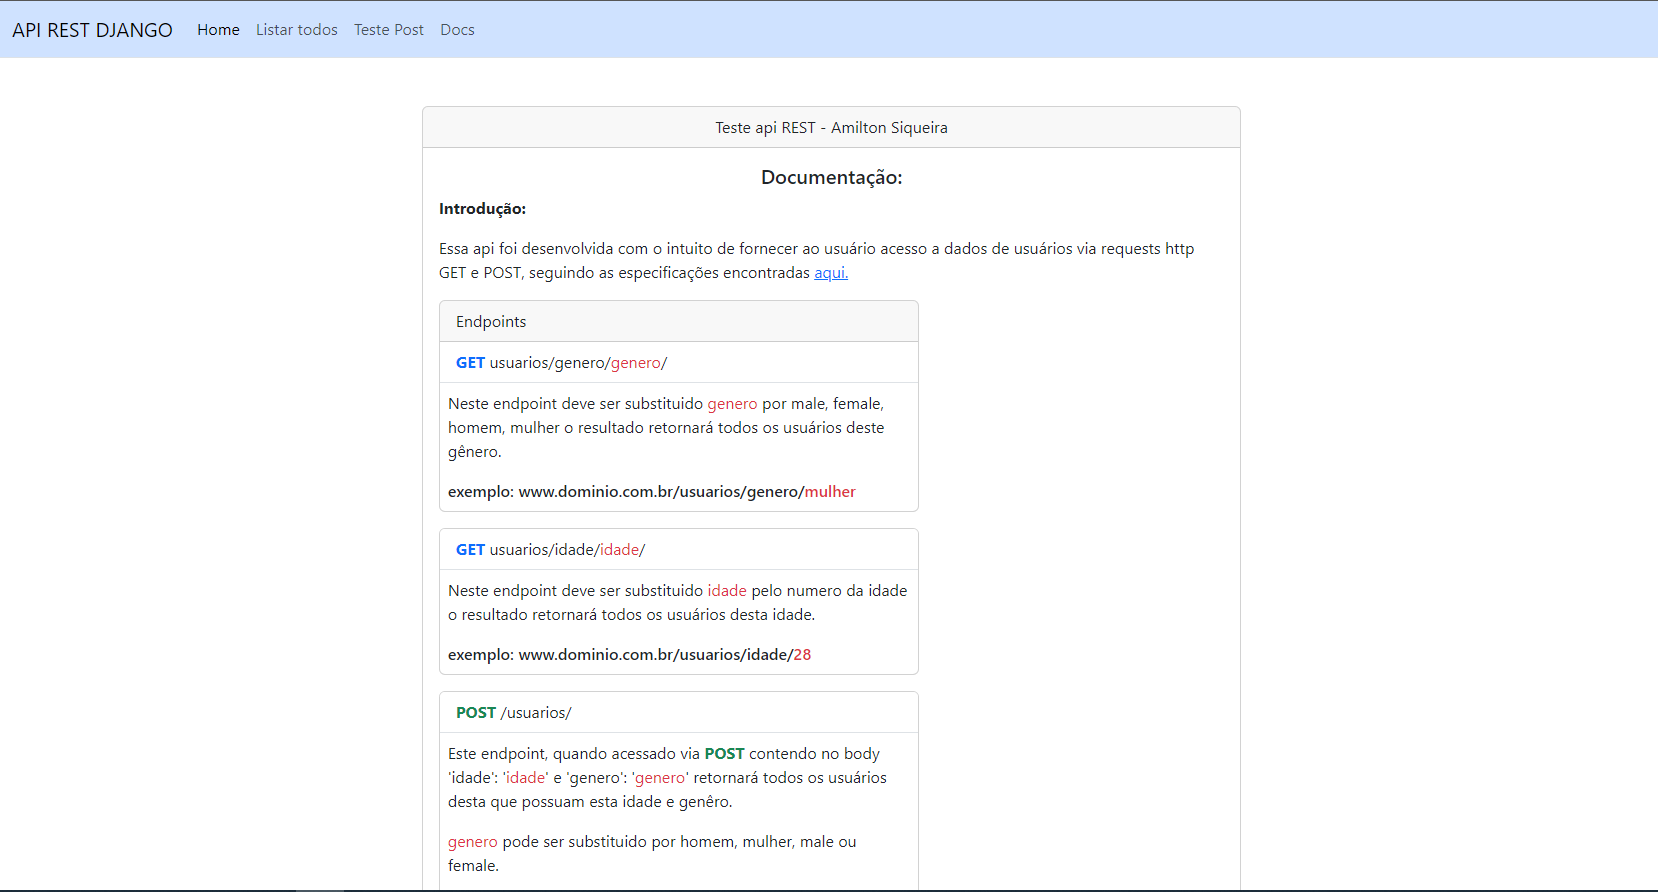 API REST DJANGO Home Listar todos Teste Post Docs
Teste api REST - Amilton Siqueira
Documentação:
Introdução:
Essa api foi desenvolvida com o intuito de fornecer ao usuário acesso a dados de usuários via requests http
GET e POST, seguindo as especificações encontradas aqui.
Endpoints
GET usuarios/genero/genero/
Neste endpoint deve ser substituido genero por male, female,
homem, mulher o resultado retornará todos os usuários deste
gênero.
exemplo: www.dominio.com.br/usuarios/genero/mulher
GET usuarios/idade/idade/
Neste endpoint deve ser substituido idade pelo numero da idade
o resultado retornará todos os usuários desta idade.
exemplo: www.dominio.com.br/usuarios/idade/28
POST /usuarios/
Este endpoint, quando acessado via POST contendo no body
'idade': 'idade' e 'genero': 'genero' retornará todos os usuários
desta que possuam esta idade e genêro.
genero pode ser substituido por homem, mulher, male ou
female.